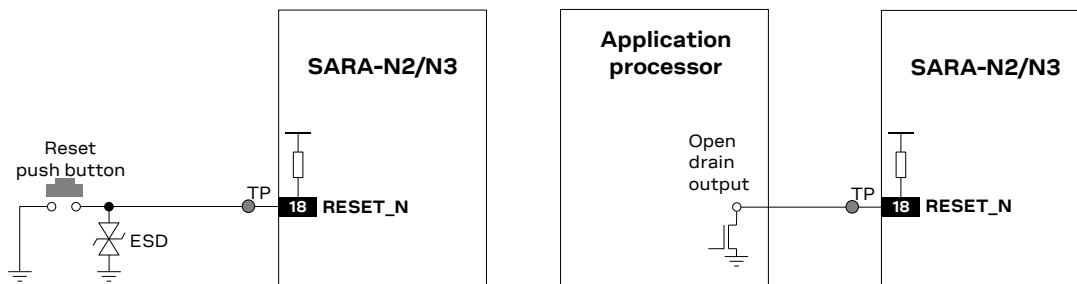 SARA-N2/N3
Reset
push button
TP
18
RESET_N
ESD
Application
processor
SARA-N2/N3
Open
drain
output
TP
18
RESET_N